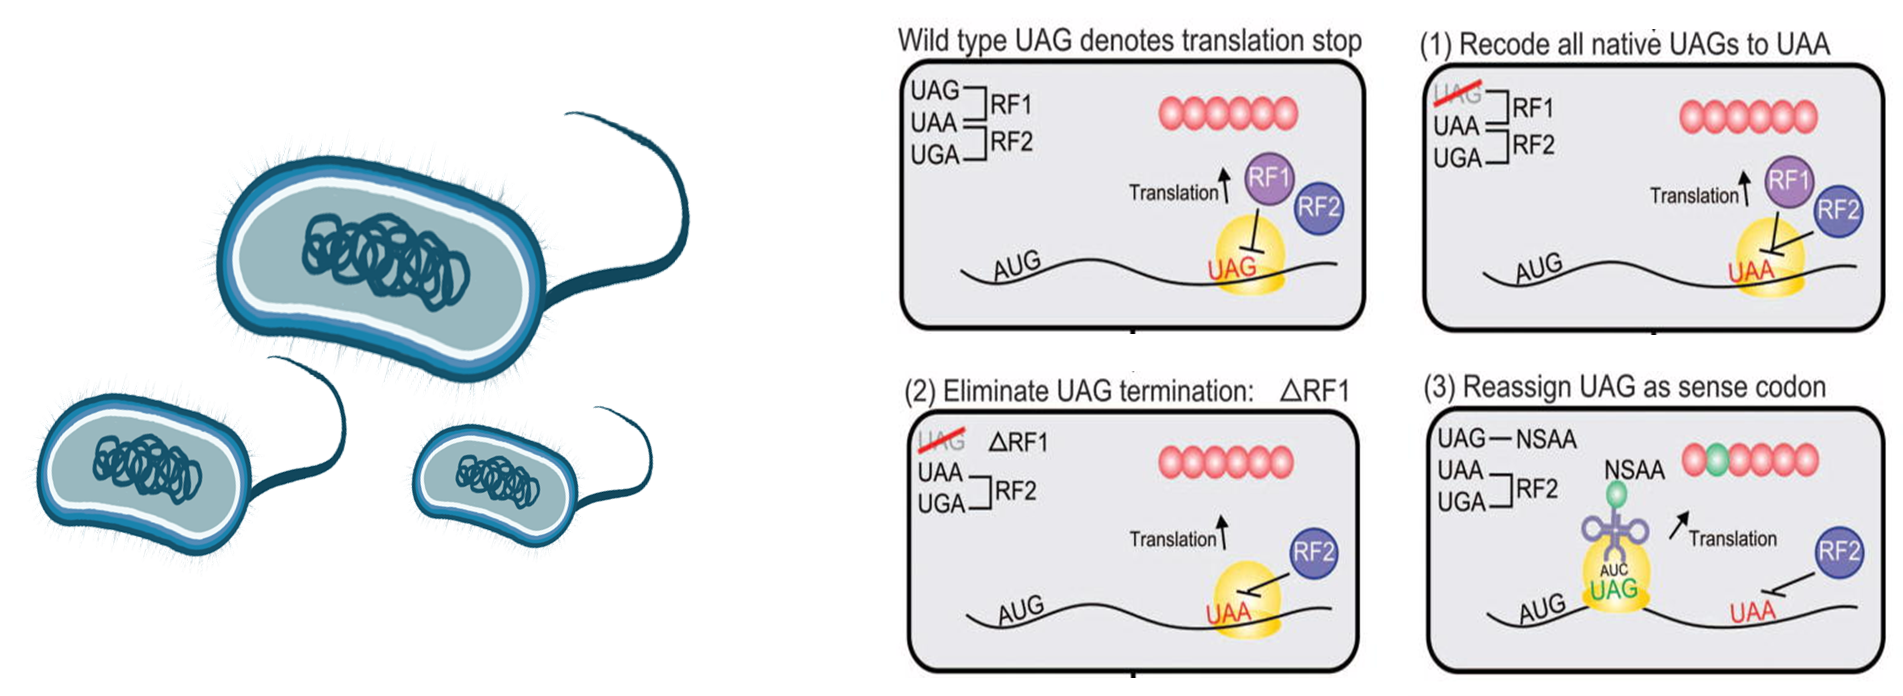 Wild type UAG denotes translation stop
UAG
RF1
UAA
RF2
UGA
Translation
RF1
RF2
AUG
UAG
(1) Recode all native UAGs to UAA
UAG
RF1
UAA
RF2
UGA
Translation
RF1
RF2
AUG
UAA
(2) Eliminate UAG termination: △RF1
UAG △RF1
UAA
RF2
UGA
Translation
RF2
AUG
UAA
(3) Reassign UAG as sense codon
UAG — NSAA
UAA
RF2
UGA
NSAA
Translation
RF2
AUC
UAG
AUG
UAA